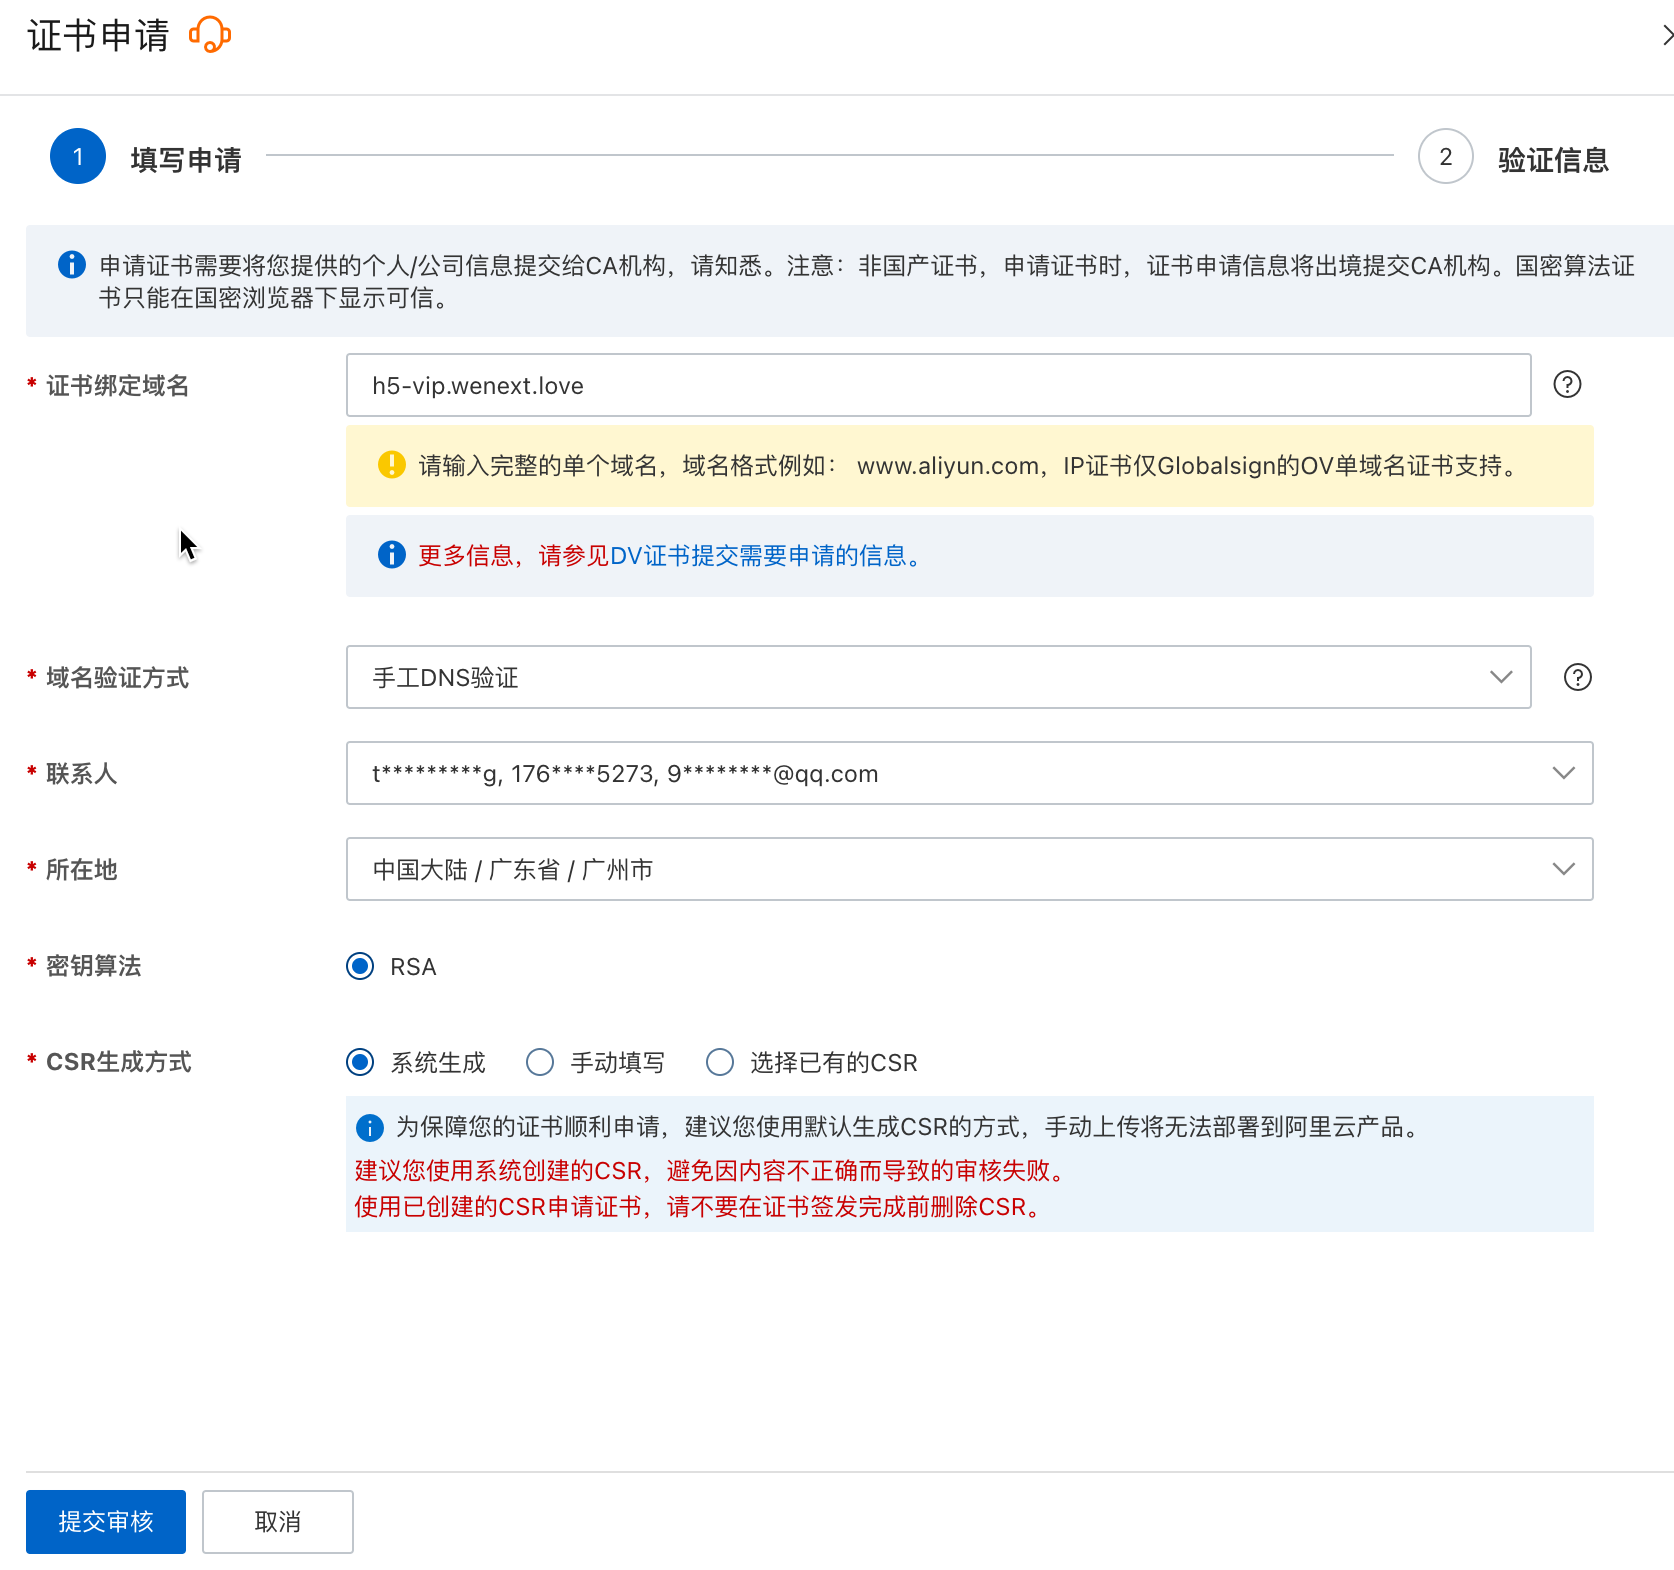 证书申请
1 填写申请
2 验证信息
申请证书需要将您提供的个人/公司信息提交给CA机构，请知悉。注意：非国产证书，申请证书时，证书申请信息将出境提交CA机构。国密算法证
书只能在国密浏览器下显示可信。
* 证书绑定域名
h5-vip.wenext.love
请输入完整的单个域名，域名格式例如： www.aliyun.com，IP证书仅Globalsign的OV单域名证书支持。
更多信息，请参见DV证书提交需要申请的信息。
* 域名验证方式
手工DNS验证
* 联系人
t*********g, 176****5273, 9********@qq.com
* 所在地
中国大陆 / 广东省 / 广州市
* 密钥算法
RSA
* CSR生成方式
系统生成 手动填写 选择已有的CSR
为保障您的证书顺利申请，建议您使用默认生成CSR的方式，手动上传将无法部署到阿里云产品。
建议您使用系统创建的CSR，避免因内容不正确而导致的审核失败。
使用已创建的CSR申请证书，请不要在证书签发完成前删除CSR。
提交审核 取消